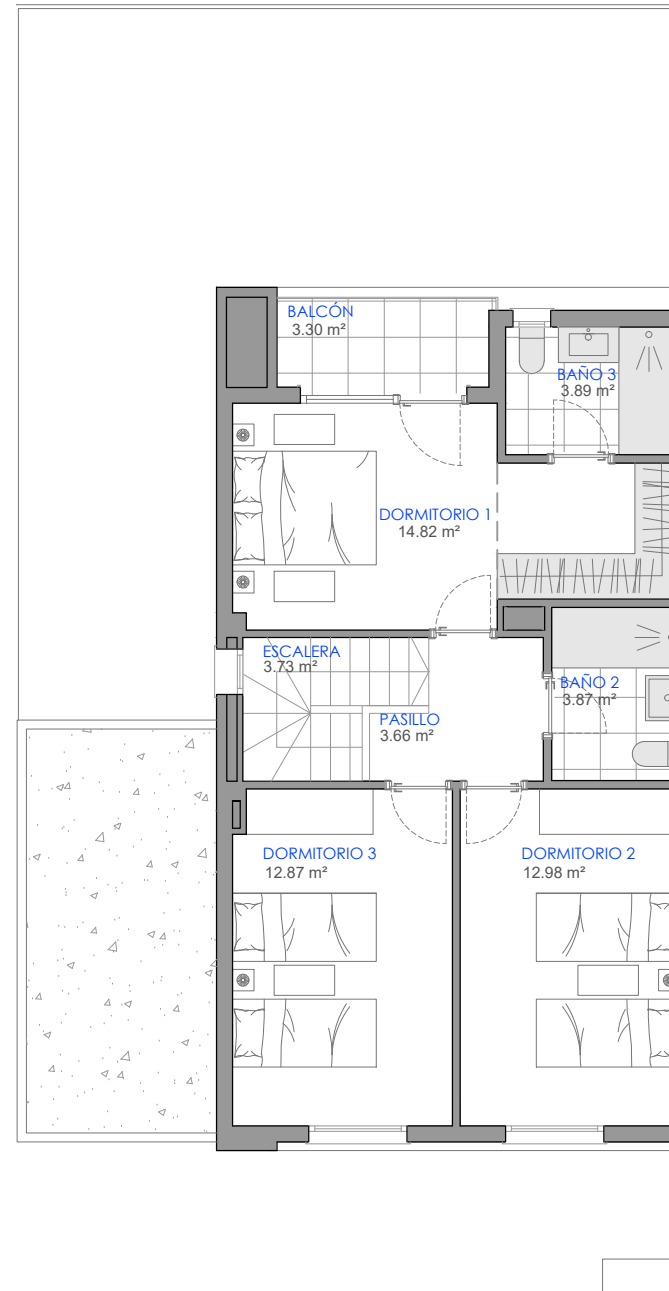 BALCÓN
3.30 m²
BAÑO 3
3.89 m²
DORMITORIO 1
14.82 m²
ESCALERA
3.73 m²
BAÑO 2
3.87 m²
PASILLO
3.66 m²
DORMITORIO 3
12.87 m²
DORMITORIO 2
12.98 m²